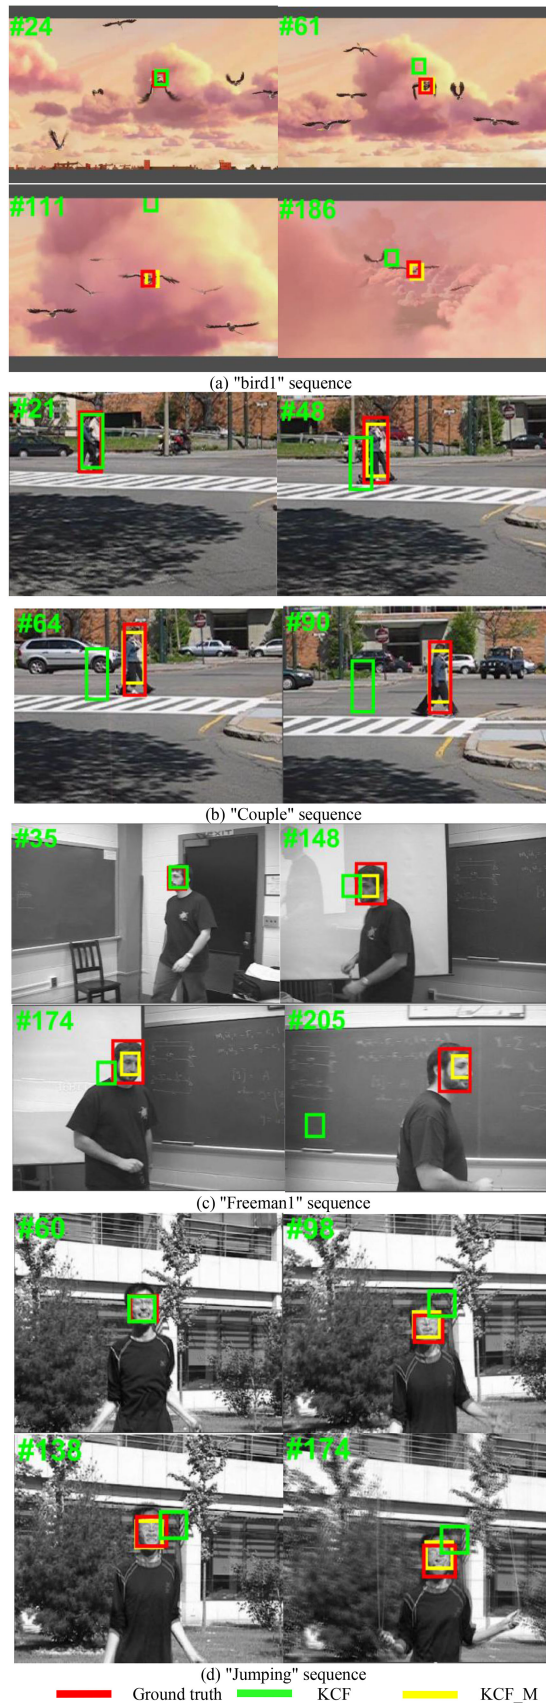 #24 #61
#111 #186
(a) "bird1" sequence
#21 #48
#64 #90
(b) "Couple" sequence
#35 #148
#174 #205
(c) "Freeman1" sequence
#60 #98
#138 #174
(d) "Jumping" sequence
Ground truth KCF KCF_M